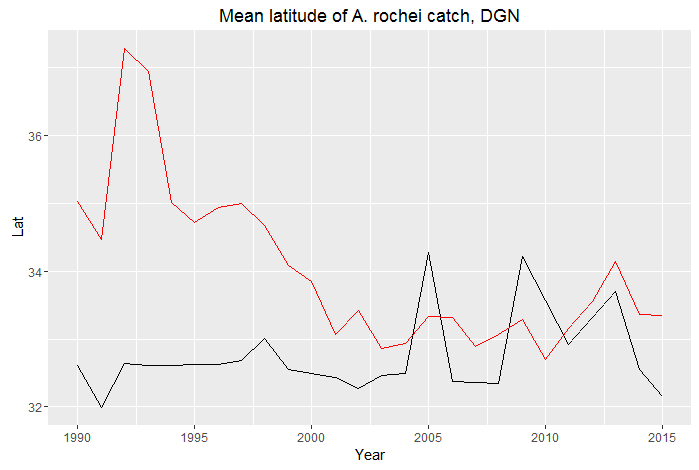 Mean latitude of A. rochei catch, DGN
36
34
32
Lat
1990 1995 2000 2005 2010 2015
Year